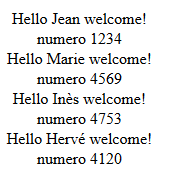 Hello Jean welcome!
numero 1234
Hello Marie welcome!
numero 4569
Hello Inès welcome!
numero 4753
Hello Hervé welcome!
numero 4120